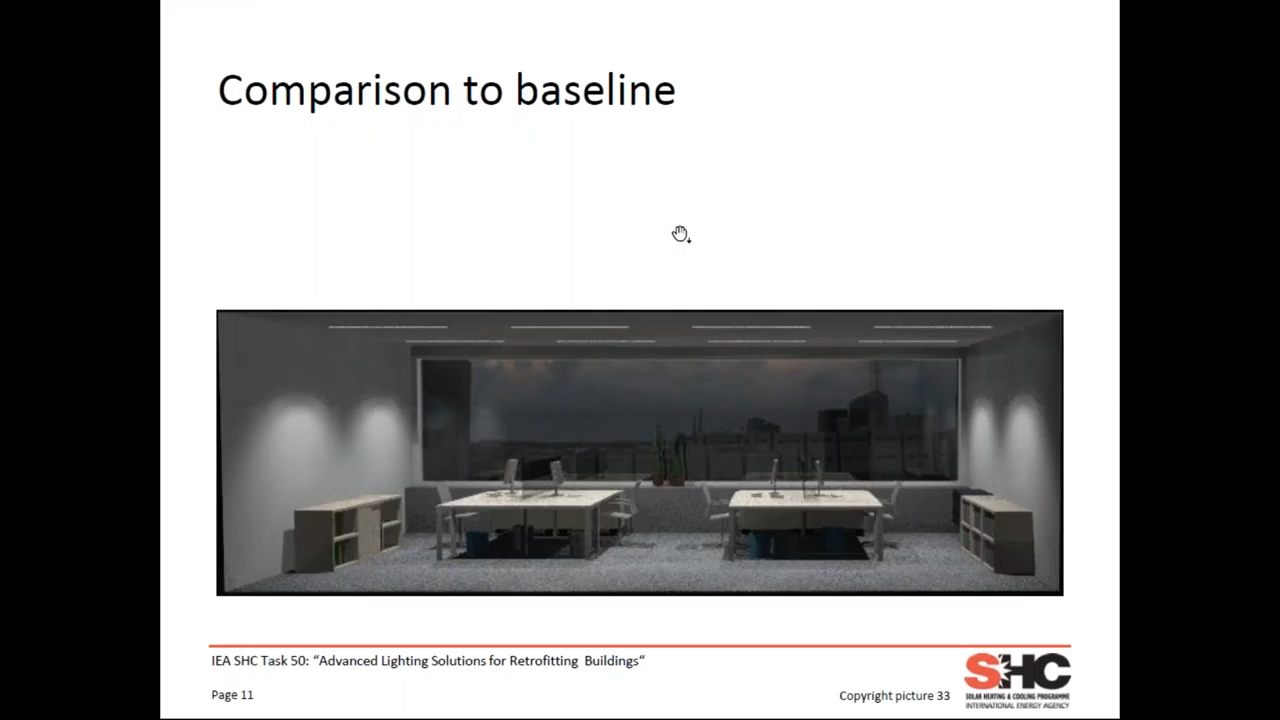 Comparison to baseline
IEA SHC Task 50: “Advanced Lighting Solutions for Retrofitting Buildings“
Page 11
Copyright picture 33
SHC
SOLAR HEATING & COOLING PROGRAMME
INTERNATIONAL ENERGY AGENCY